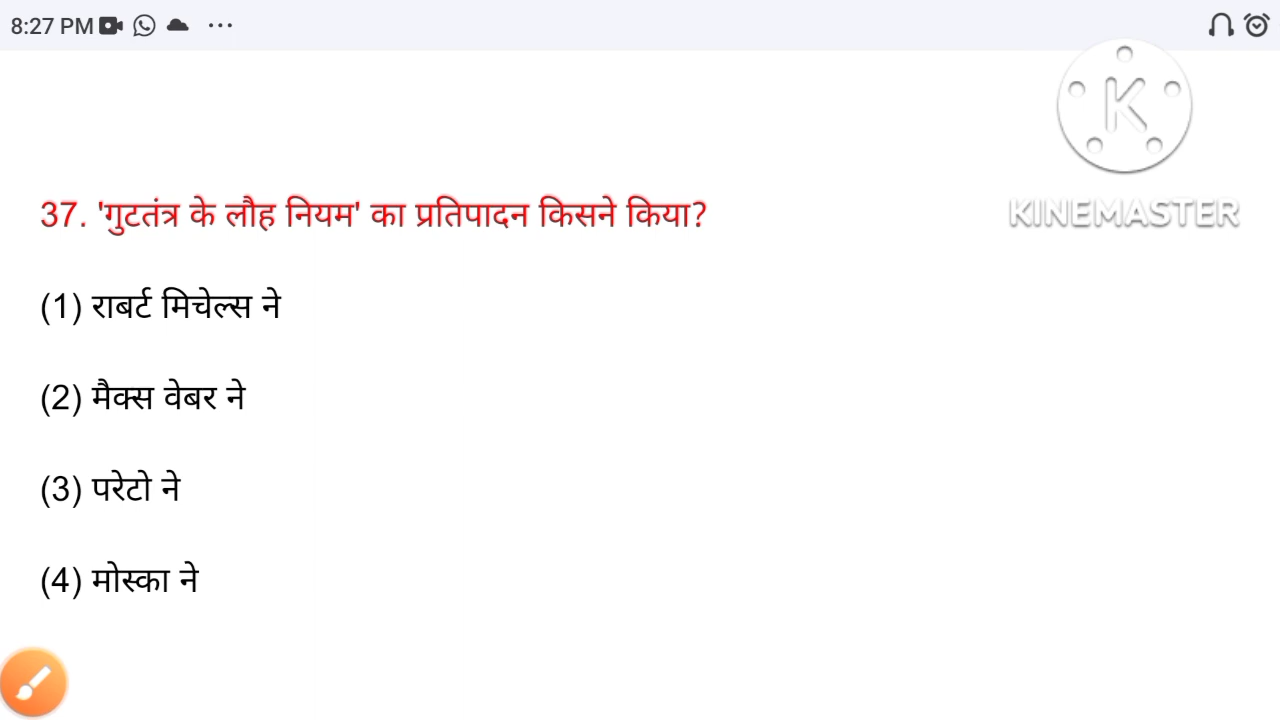 8:27 PM
KINEMASTER
37. 'गुटतंत्र के लौह नियम' का प्रतिपादन किसने किया?
(1) राबर्ट मिचेल्स ने
(2) मैक्स वेबर ने
(3) परेटो ने
(4) मोस्का ने